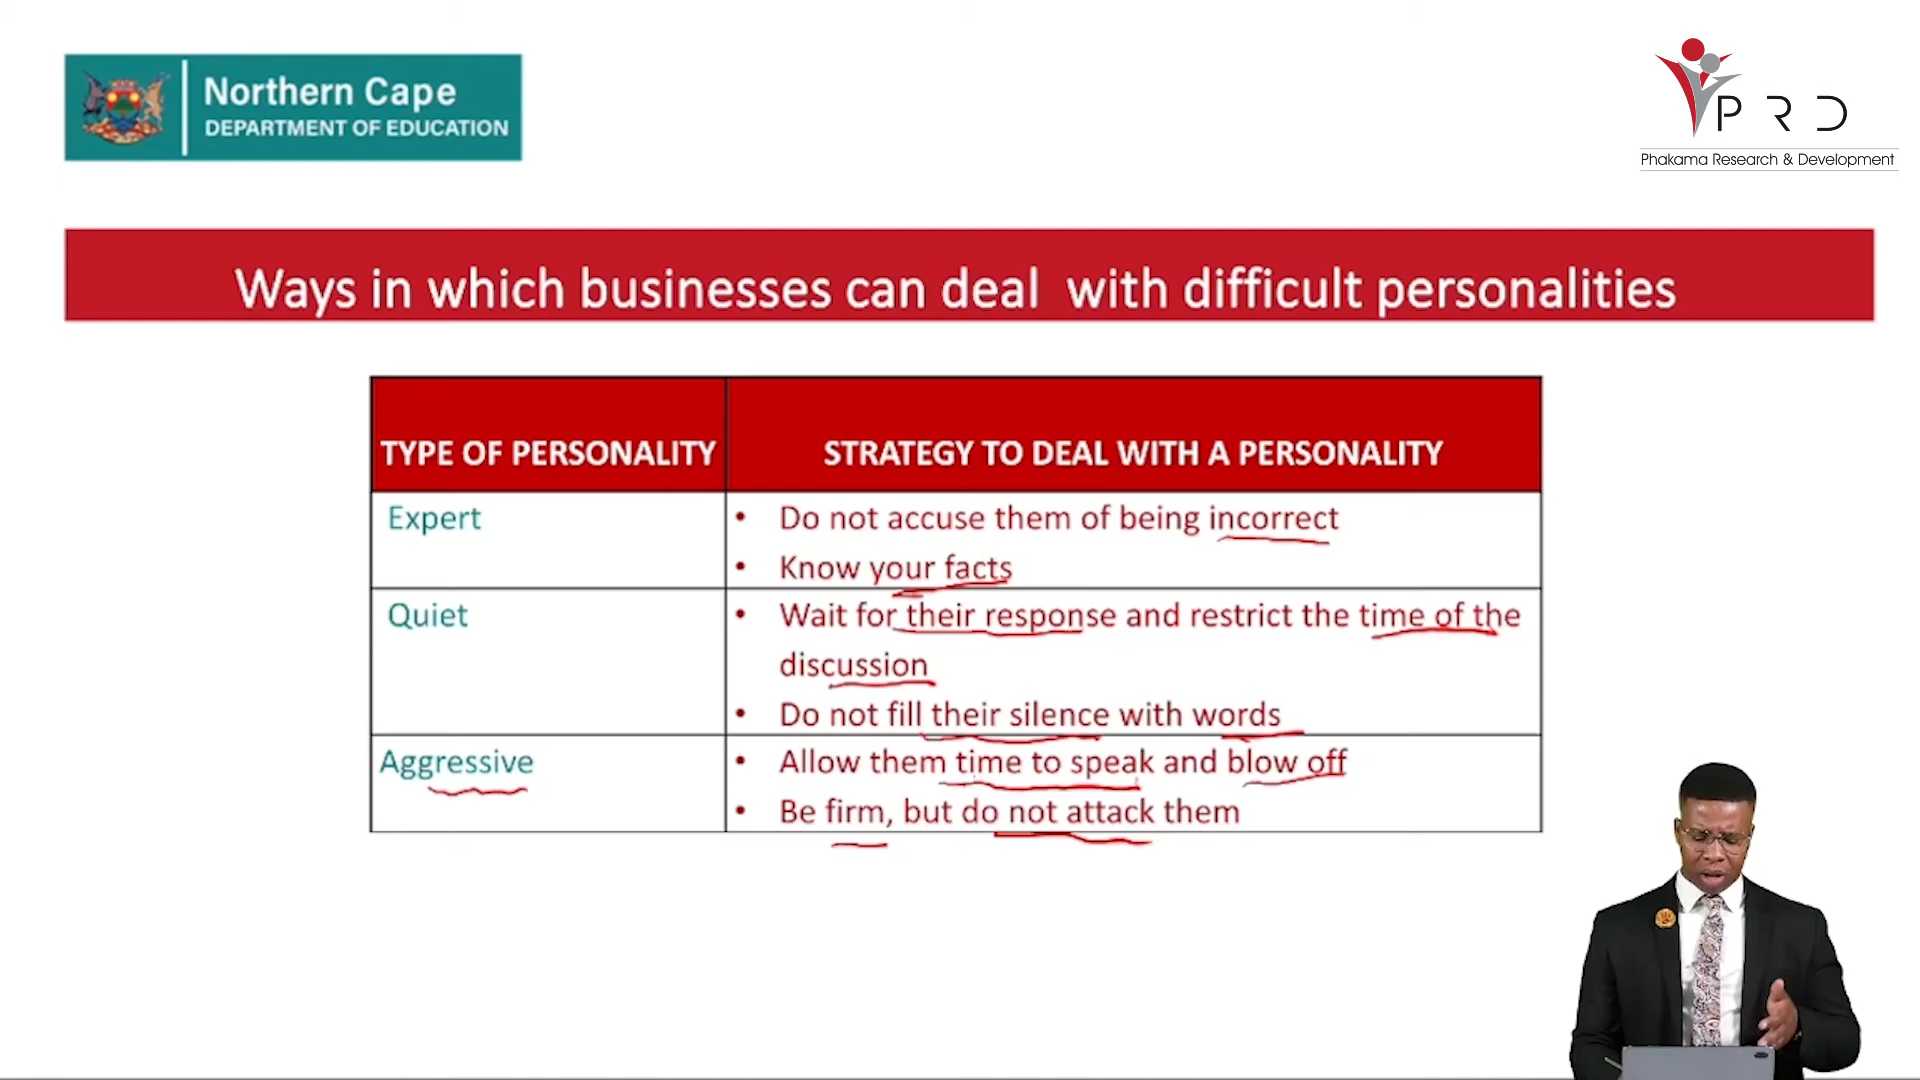 Northern Cape
DEPARTMENT OF EDUCATION
P R D
Phakama Research & Development
Ways in which businesses can deal with difficult personalities
TYPE OF PERSONALITY
STRATEGY TO DEAL WITH A PERSONALITY
Expert
• Do not accuse them of being incorrect
• Know your facts
Quiet
• Wait for their response and restrict the time of the
discussion
• Do not fill their silence with words
Aggressive
• Allow them time to speak and blow off
• Be firm, but do not attack them